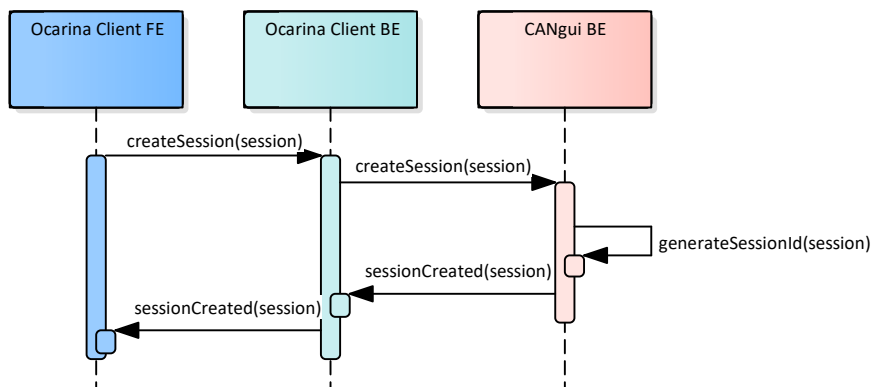 Ocarina Client FE
Ocarina Client BE
CANgui BE
createSession(session)
createSession(session)
generateSessionId(session)
sessionCreated(session)
sessionCreated(session)